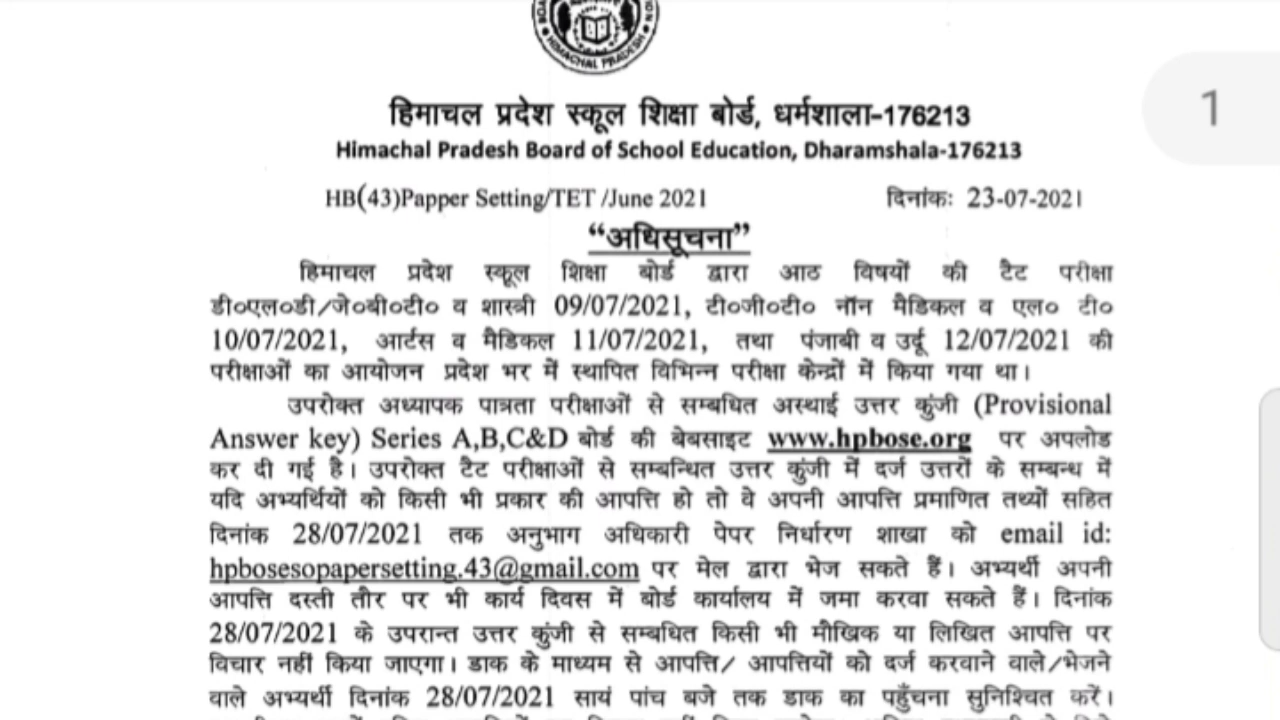 HIMACHAL PRADESH
हिमाचल प्रदेश स्कूल शिक्षा बोर्ड, धर्मशाला-176213
1
Himachal Pradesh Board of School Education, Dharamshala-176213
HB(43)Papper Setting/TET /June 2021 दिनांकः 23-07-2021
“अधिसूचना”
हिमाचल प्रदेश स्कूल शिक्षा बोर्ड द्वारा आठ विषयों की टैट परीक्षा
डी०एल०डी/जे०बी०टी० व शास्त्री 09/07/2021, टी०जी०टी० नॉन मैडिकल व एल० टी०
10/07/2021, आर्टस व मैडिकल 11/07/2021, तथा पंजाबी व उर्दू 12/07/2021 की
परीक्षाओं का आयोजन प्रदेश भर में स्थापित विभिन्न परीक्षा केन्द्रों में किया गया था।
उपरोक्त अध्यापक पात्रता परीक्षाओं से सम्बधित अस्थाई उत्तर कुंजी (Provisional
Answer key) Series A,B,C&D बोर्ड की बेबसाइट www.hpbose.org पर अपलोड
कर दी गई है। उपरोक्त टैट परीक्षाओं से सम्बन्धित उत्तर कुंजी में दर्ज उत्तरों के सम्बन्ध में
यदि अभ्यर्थियों को किसी भी प्रकार की आपत्ति हो तो वे अपनी आपत्ति प्रमाणित तथ्यों सहित
दिनांक 28/07/2021 तक अनुभाग अधिकारी पेपर निर्धारण शाखा को email id:
hpbosesopapersetting.43@gmail.com पर मेल द्वारा भेज सकते हैं। अभ्यर्थी अपनी
आपत्ति दस्ती तौर पर भी कार्य दिवस में बोर्ड कार्यालय में जमा करवा सकते हैं। दिनांक
28/07/2021 के उपरान्त उत्तर कुंजी से सम्बधित किसी भी मौखिक या लिखित आपत्ति पर
विचार नहीं किया जाएगा। डाक के माध्यम से आपत्ति/ आपत्तियों को दर्ज करवाने वाले/भेजने
वाले अभ्यर्थी दिनांक 28/07/2021 सायं पांच बजे तक डाक का पहुँचना सुनिश्चित करें।